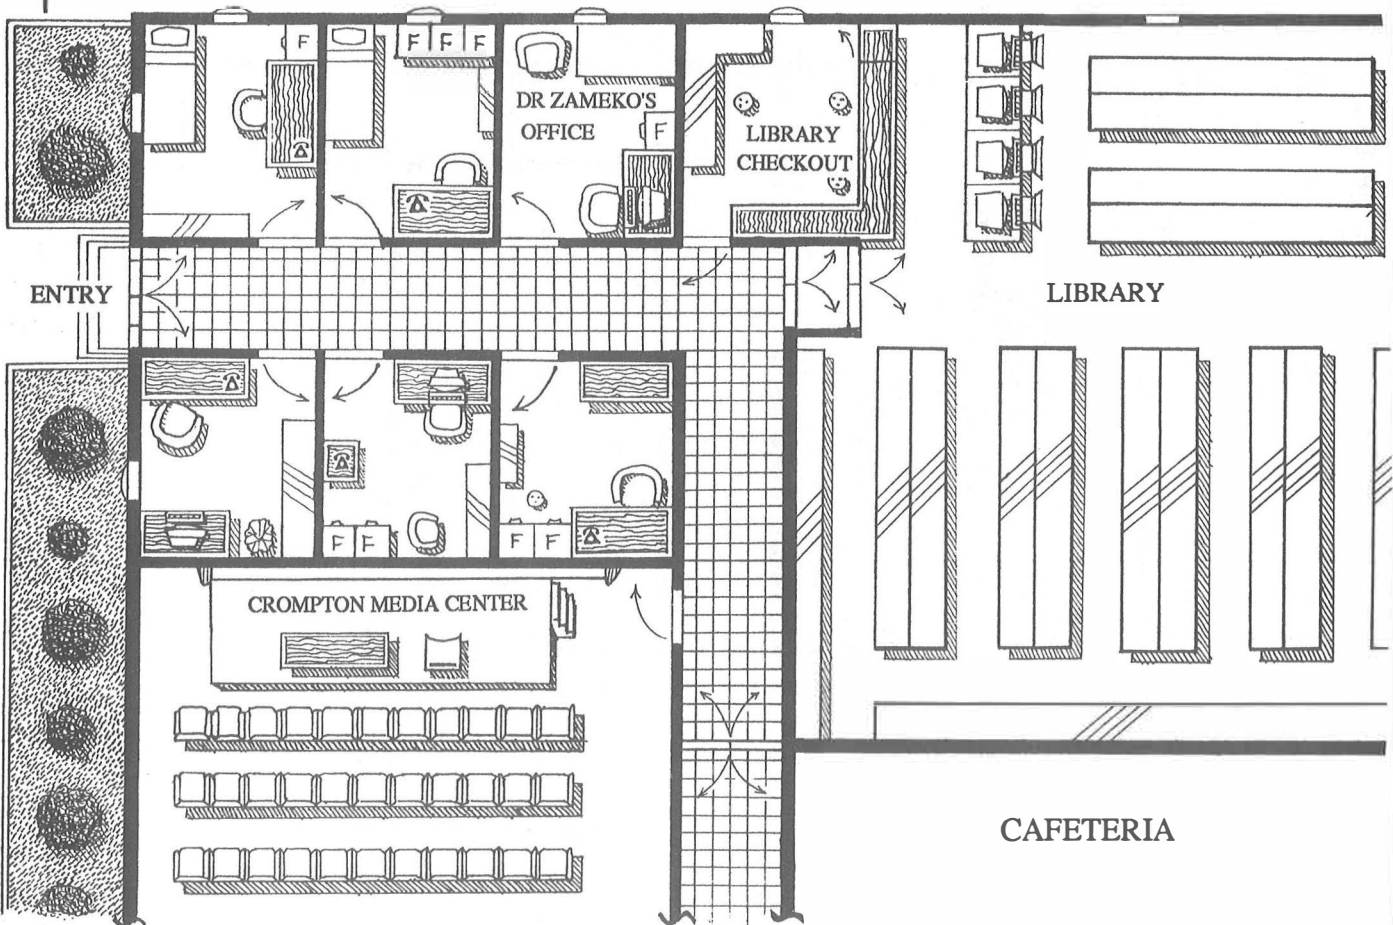 F
F F F
DR ZAMEKO'S
OFFICE
F
LIBRARY
CHECKOUT
ENTRY
LIBRARY
F F
F F
CROMPTON MEDIA CENTER
CAFETERIA